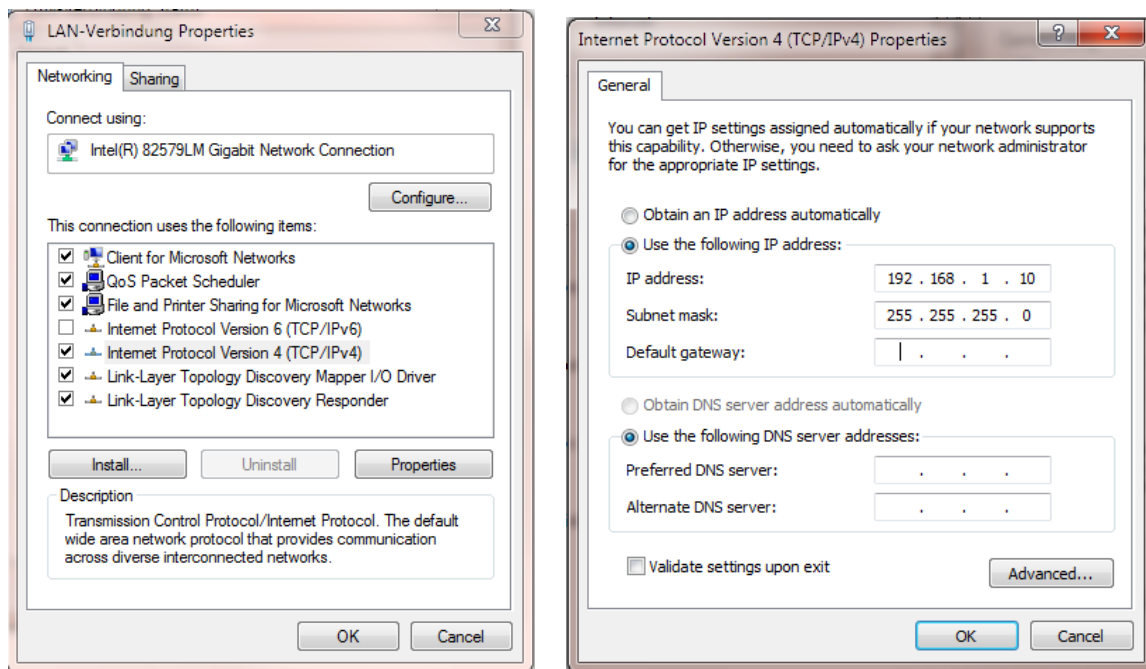 LAN-Verbindung Properties
Networking
Sharing
Connect using:
Intel(R) 82579LM Gigabit Network Connection
Configure...
This connection uses the following items:
Client for Microsoft Networks
QoS Packet Scheduler
File and Printer Sharing for Microsoft Networks
Internet Protocol Version 6 (TCP/IPv6)
Internet Protocol Version 4 (TCP/IPv4)
Link-Layer Topology Discovery Mapper I/O Driver
Link-Layer Topology Discovery Responder
Install...
Uninstall
Properties
Description
Transmission Control Protocol/Internet Protocol. The default
wide area network protocol that provides communication
across diverse interconnected networks.
OK
Cancel
Internet Protocol Version 4 (TCP/IPv4) Properties
General
You can get IP settings assigned automatically if your network supports
this capability. Otherwise, you need to ask your network administrator
for the appropriate IP settings.
Obtain an IP address automatically
Use the following IP address:
IP address: 192 . 168 . 1 . 10
Subnet mask: 255 . 255 . 255 . 0
Default gateway: . . .
Obtain DNS server address automatically
Use the following DNS server addresses:
Preferred DNS server: . . .
Alternate DNS server: . . .
Validate settings upon exit
Advanced...
OK
Cancel